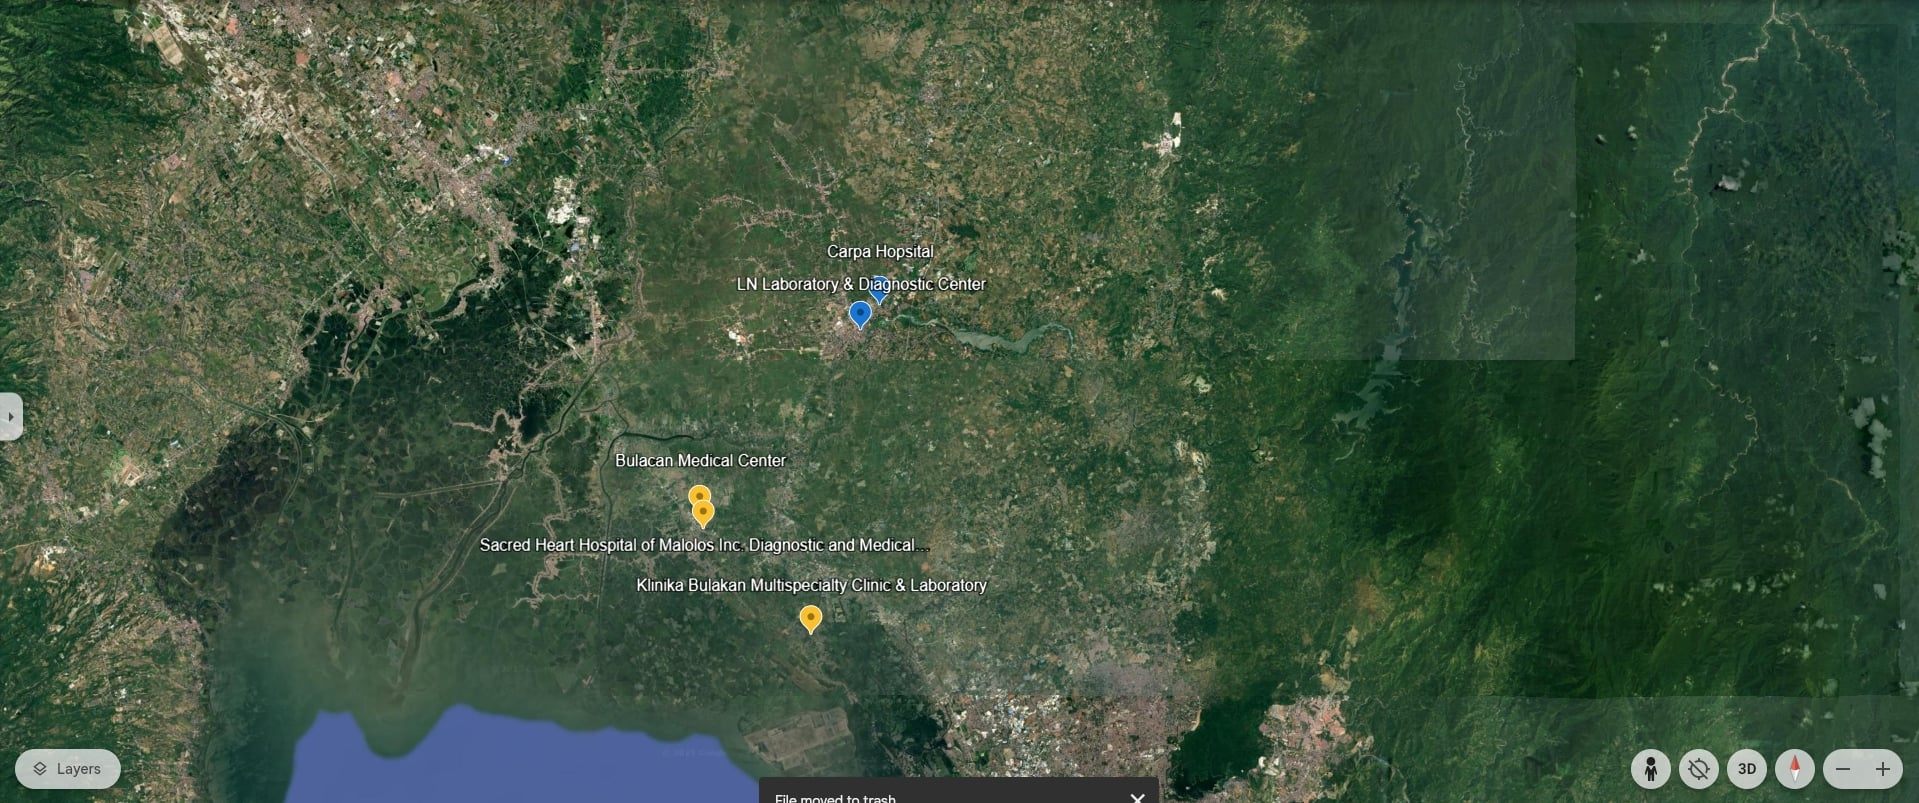 Carpa Hopsital
LN Laboratory & Diagnostic Center
Bulacan Medical Center
Sacred Heart Hospital of Malolos Inc. Diagnostic and Medical...
Klinika Bulakan Multispecialty Clinic & Laboratory
Layers
File moved to trash
3D